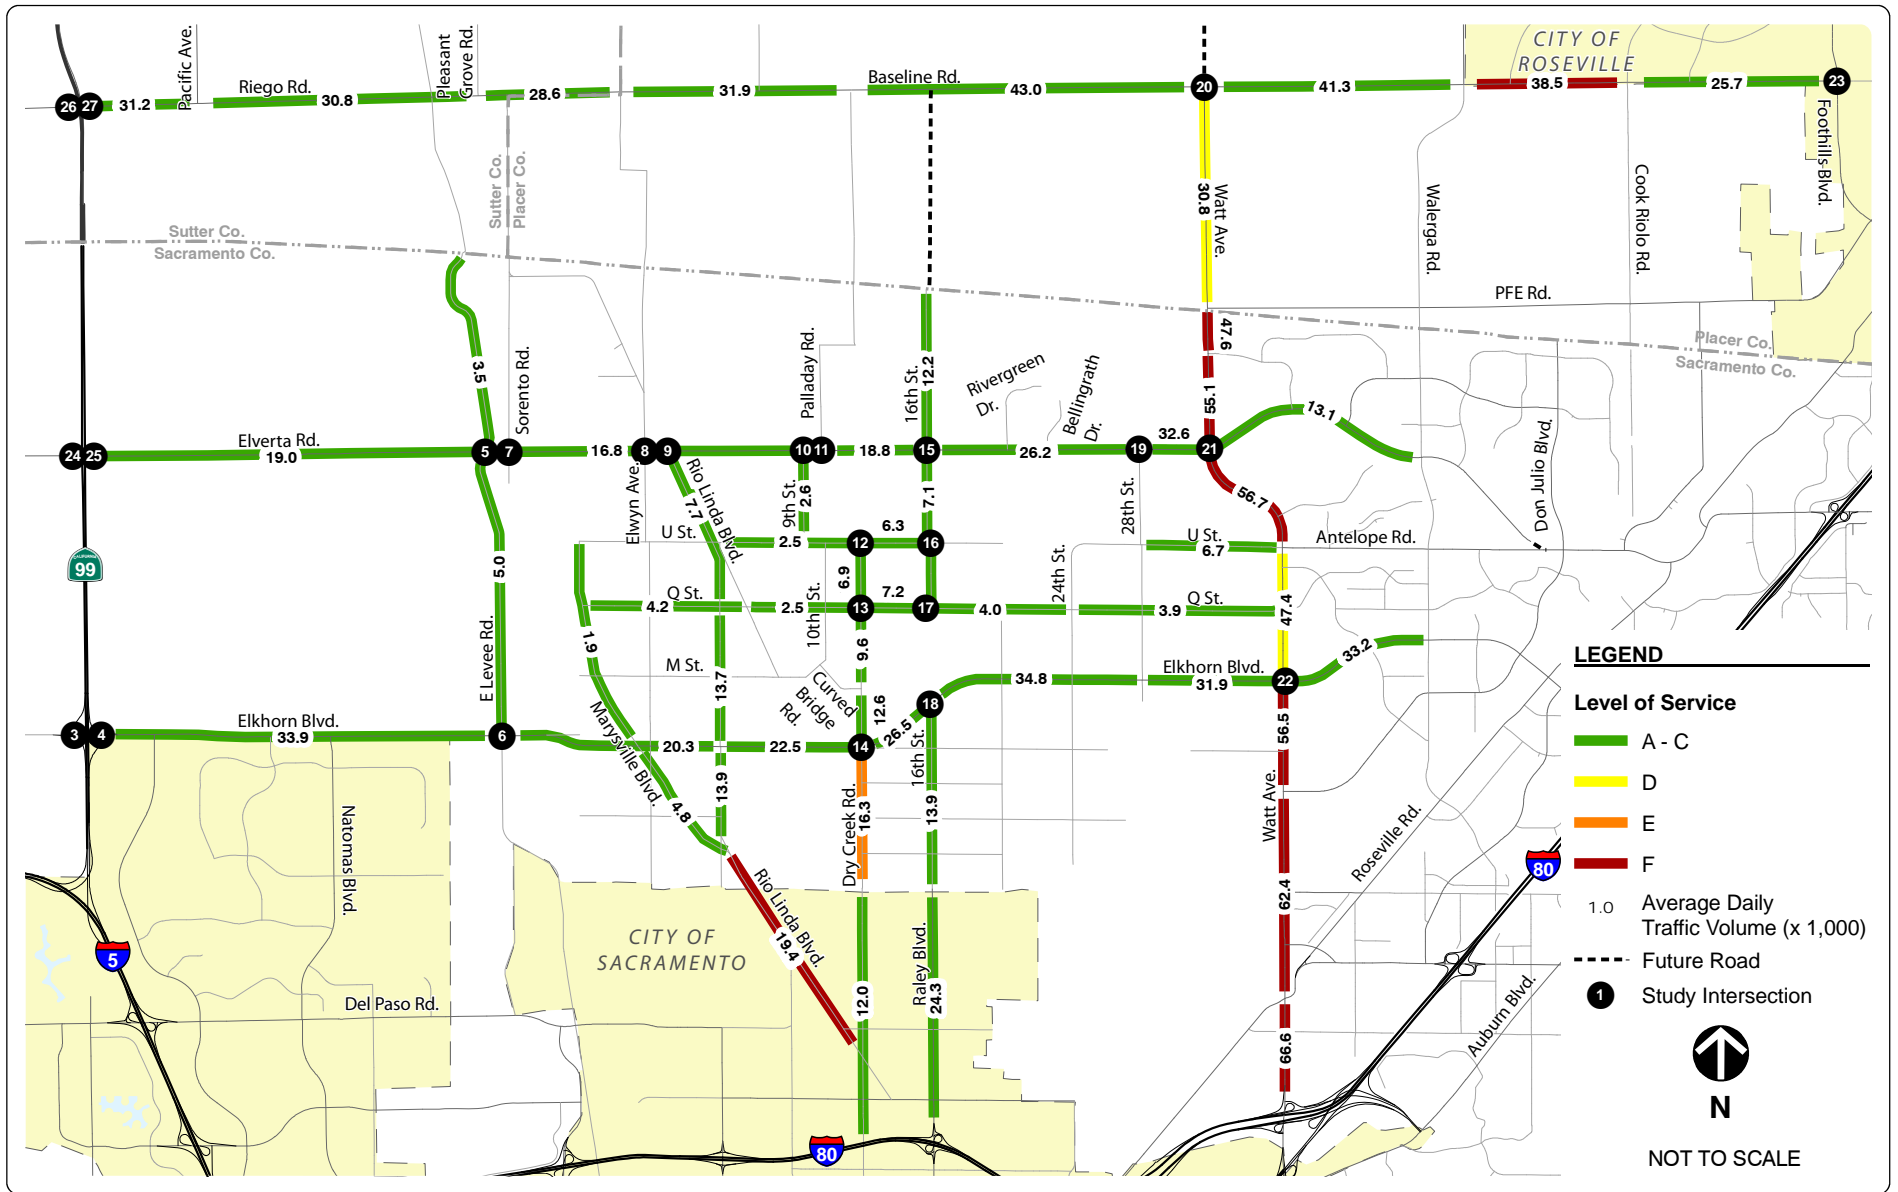 CITY OF
ROSEVILLE
Pacific Ave.
Pleasant
Grove Rd.
Riego Rd.
Baseline Rd.
26
27
31.2
30.8
28.6
31.9
43.0
20
41.3
38.5
25.7
23
Foothills Blvd.
Sutter Co.
Placer Co.
30.8
Watt Ave.
Walerga Rd.
Cook Riolo Rd.
Sutter Co.
Sacramento Co.
PFE Rd.
Placer Co.
Sacramento Co.
47.6
55.1
3.5
Sorento Rd.
Palladay Rd.
16th St.
12.2
Rivergreen
Dr.
Bellingrath
Dr.
13.1
24
25
Elverta Rd.
19.0
5
7
16.8
8
9
10
11
18.8
15
26.2
19
32.6
21
56.7
Elwyn Ave.
Rio Linda Blvd.
7.7
9th St.
2.6
7.1
28th St.
Don Julio Blvd.
CALIFORNIA
99
5.0
U St.
2.5
12
6.3
16
U St.
6.7
Antelope Rd.
6.9
24th St.
47.4
Q St.
4.2
2.5
10th St.
13
7.2
17
4.0
3.9
Q St.
E Levee Rd.
1.9
M St.
13.7
9.6
Curved
Bridge
Rd.
12.6
34.8
Elkhorn Blvd.
31.9
22
33.2
3
4
Elkhorn Blvd.
33.9
6
20.3
22.5
14
26.5
18
56.5
Marysville Blvd.
4.8
13.9
Dry Creek Rd.
16.3
16th St.
13.9
Watt Ave.
62.4
Roseville Rd.
80
Natomas Blvd.
Rio Linda Blvd.
19.4
CITY OF
SACRAMENTO
5
Del Paso Rd.
12.0
Raley Blvd.
24.3
66.6
Auburn Blvd.
80
LEGEND
Level of Service
A - C
D
E
F
1.0
Average Daily
Traffic Volume (x 1,000)
Future Road
1
Study Intersection
N
NOT TO SCALE